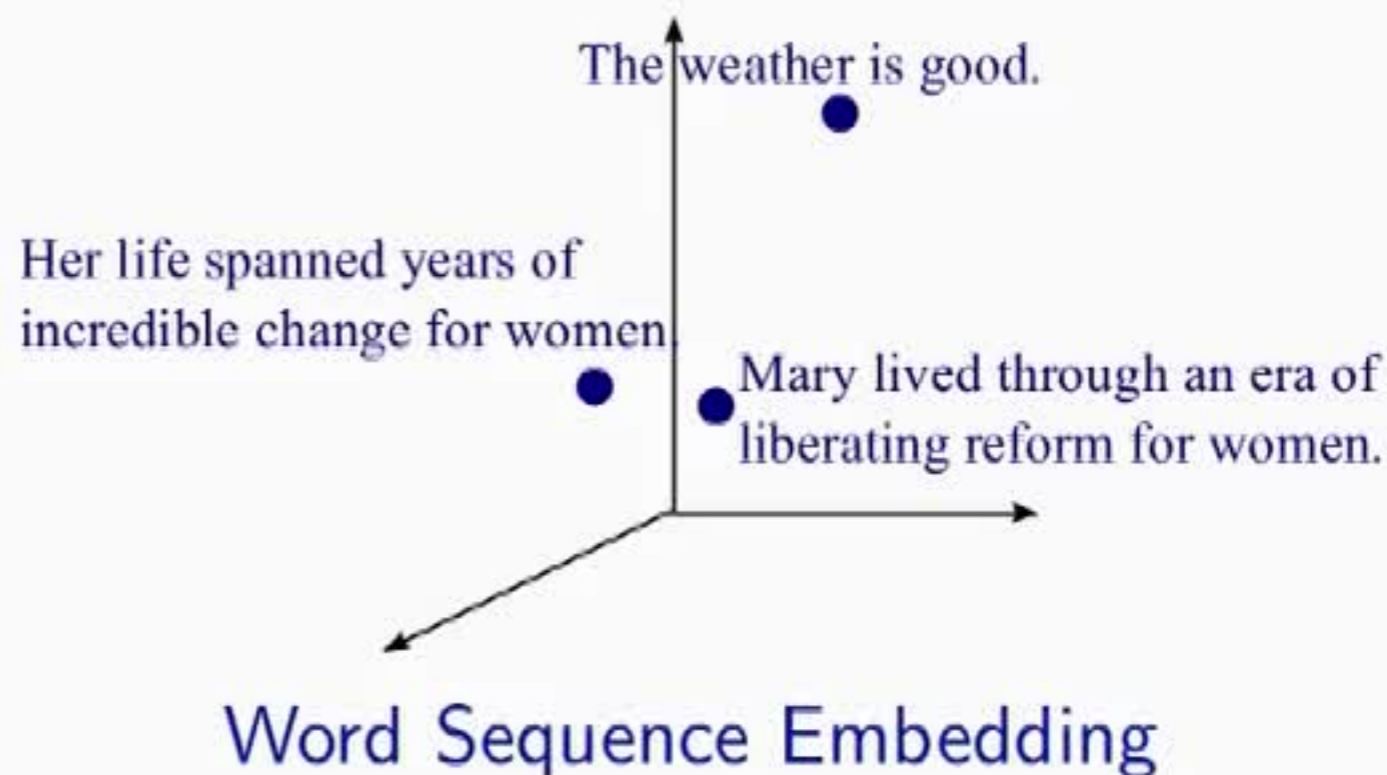 The weather is good.
Her life spanned years of
incredible change for women.
Mary lived through an era of
liberating reform for women.
Word Sequence Embedding